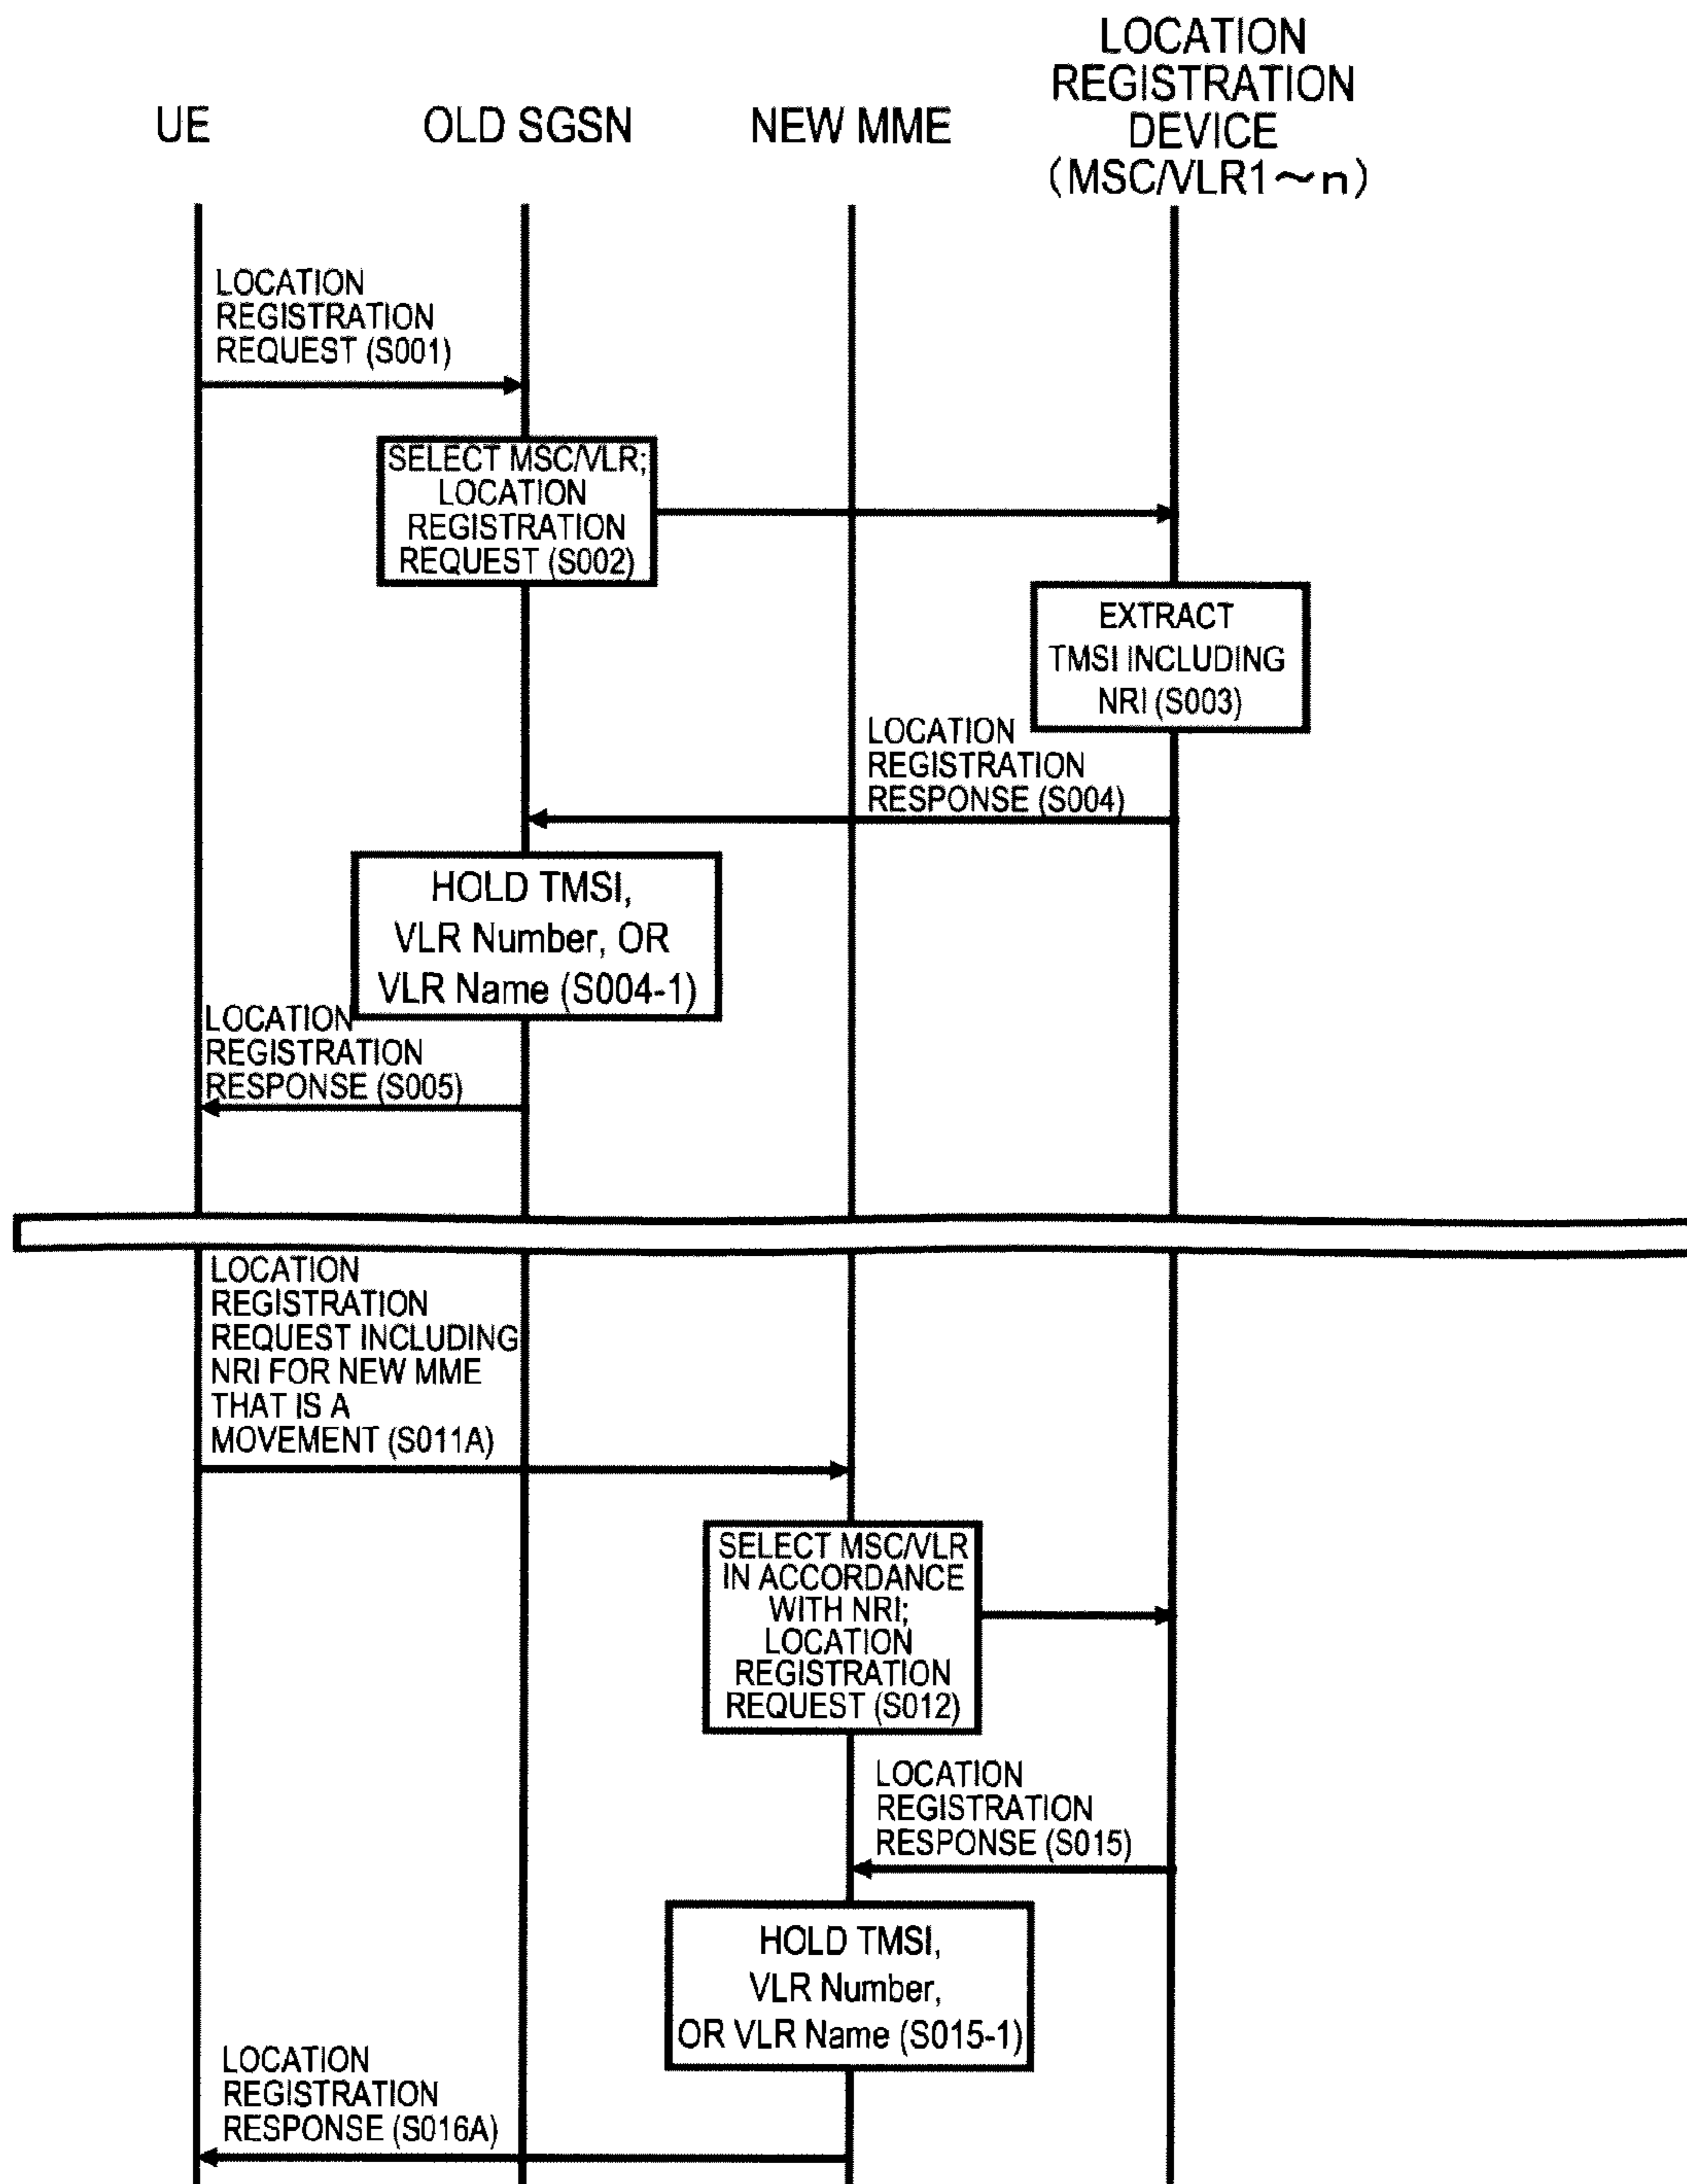 UE
OLD SGSN
NEW MME
LOCATION
REGISTRATION
DEVICE
(MSC/VLR1～n)
LOCATION
REGISTRATION
REQUEST (S001)
SELECT MSC/VLR;
LOCATION
REGISTRATION
REQUEST (S002)
EXTRACT
TMSI INCLUDING
NRI (S003)
LOCATION
REGISTRATION
RESPONSE (S004)
HOLD TMSI,
VLR Number, OR
VLR Name (S004-1)
LOCATION
REGISTRATION
RESPONSE (S005)
LOCATION
REGISTRATION
REQUEST INCLUDING
NRI FOR NEW MME
THAT IS A
MOVEMENT (S011A)
SELECT MSC/VLR
IN ACCORDANCE
WITH NRI;
LOCATION
REGISTRATION
REQUEST (S012)
LOCATION
REGISTRATION
RESPONSE (S015)
HOLD TMSI,
VLR Number,
OR VLR Name (S015-1)
LOCATION
REGISTRATION
RESPONSE (S016A)